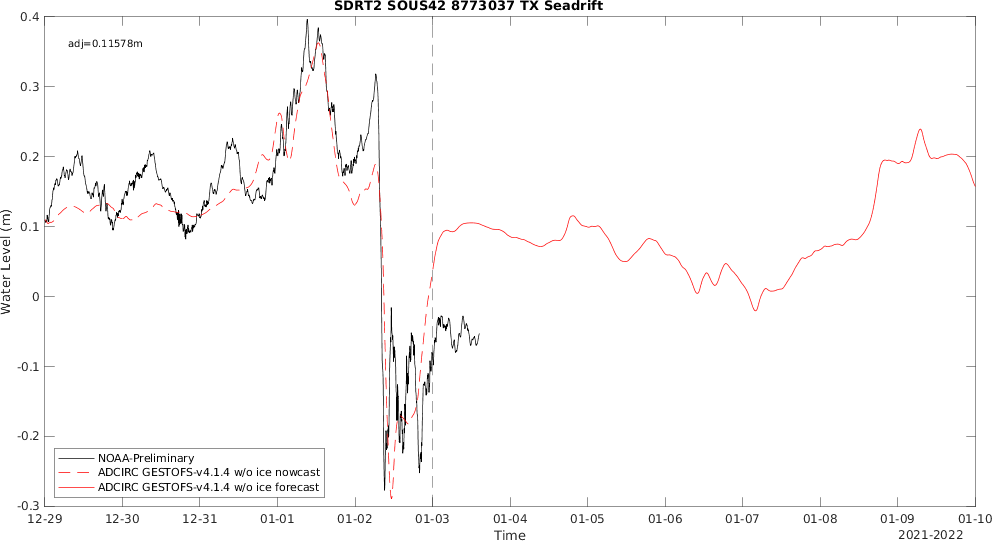 SDRT2 SOUS42 8773037 TX Seadrift
adj=0.11578m
0.4
0.3
0.2
0.1
0
-0.1
-0.2
-0.3
Water Level (m)
NOAA-Preliminary
ADCIRC GESTOFS-v4.1.4 w/o ice nowcast
ADCIRC GESTOFS-v4.1.4 w/o ice forecast
12-29 12-30 12-31 01-01 01-02 01-03 01-04 01-05 01-06 01-07 01-08 01-09 01-10
Time
2021-2022